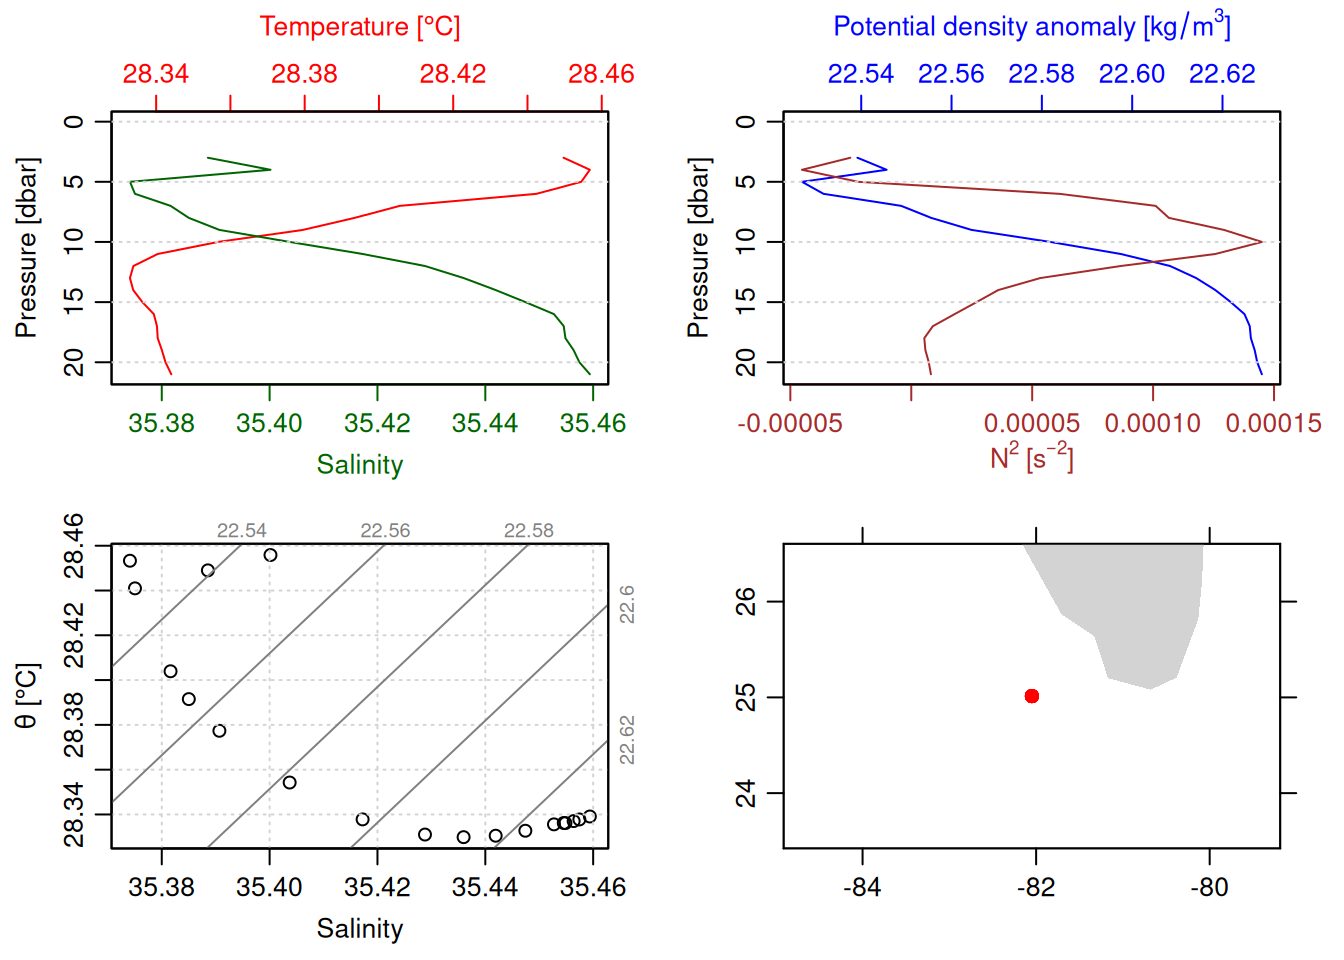 Temperature [°C]
28.34 28.38 28.42 28.46
Pressure [dbar]
0
5
10
15
20
35.38 35.40 35.42 35.44 35.46
Salinity
Potential density anomaly [kg/m³]
22.54 22.56 22.58 22.60 22.62
Pressure [dbar]
0
5
10
15
20
-0.00005 0.00005 0.00010 0.00015
N² [s⁻²]
22.54 22.56 22.58
22.6
22.62
θ [°C]
28.46
28.42
28.38
28.34
35.38 35.40 35.42 35.44 35.46
Salinity
26
25
24
-84 -82 -80